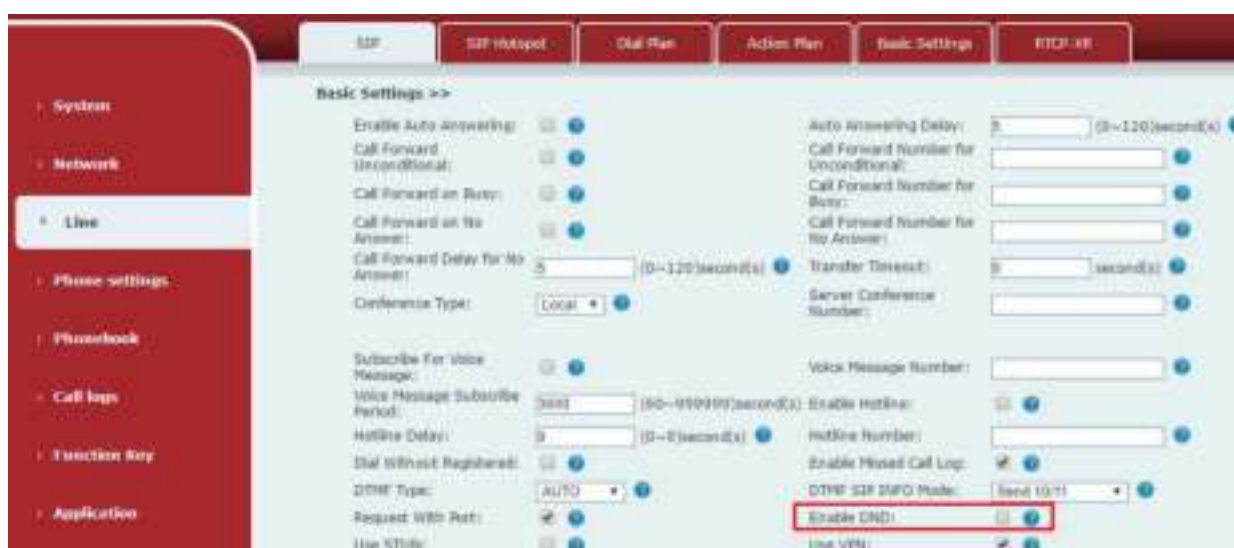 SIP SIP Hotspot Dial Plan Action Plan Basic Settings RTCP-XR
System
Network
Line
Phone settings
Phonebook
Call logs
Function Key
Application
Basic Settings >>
Enable Auto Answering: Auto Answering Delay: 5 (0~120)second(s)
Call Forward Unconditional: Call Forward Number for Unconditional:
Call Forward on Busy: Call Forward Number for Busy:
Call Forward on No Answer: Call Forward Number for No Answer:
Call Forward Delay for No Answer: 5 (0~120)second(s) Transfer Timeout: 0 second(s)
Conference Type: Local Server Conference Number:
Subscribe For Voice Message: Voice Message Number:
Voice Message Subscribe Period: 3600 (60~999999)second(s) Enable Hotline:
Hotline Delay: 0 (0~9)second(s) Hotline Number:
Dial Without Registered: Enable Missed Call Log:
DTMF Type: AUTO DTMF SIP INFO Mode: Send 10/11
Request With Port: Enable DND:
Use STUN: Use VPN: